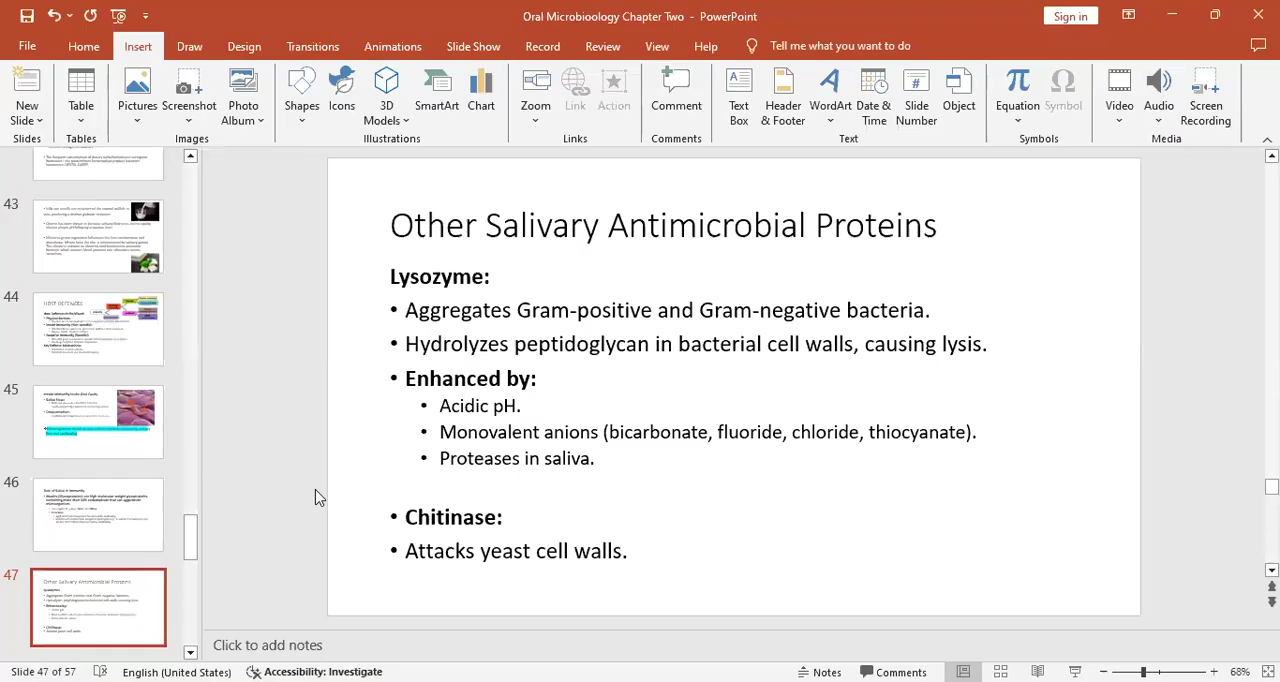 Oral Microbioology Chapter Two - PowerPoint
Sign in
File Home Insert Draw Design Transitions Animations Slide Show Record Review View Help Tell me what you want to do
New Slide
Table
Pictures
Screenshot
Photo Album
Shapes
Icons
3D Models
SmartArt
Chart
Zoom
Link
Action
Comment
Text Box
Header & Footer
WordArt
Date & Time
Slide Number
Object
Equation
Symbol
Video
Audio
Screen Recording
Slides Tables Images Illustrations Links Comments Text Symbols Media
43
44
45
46
47
Other Salivary Antimicrobial Proteins
Lysozyme:
• Aggregates Gram-positive and Gram-negative bacteria.
• Hydrolyzes peptidoglycan in bacterial cell walls, causing lysis.
• Enhanced by:
• Acidic pH.
• Monovalent anions (bicarbonate, fluoride, chloride, thiocyanate).
• Proteases in saliva.
• Chitinase:
• Attacks yeast cell walls.
Click to add notes
Slide 47 of 57 English (United States) Accessibility: Investigate Notes Comments 68%